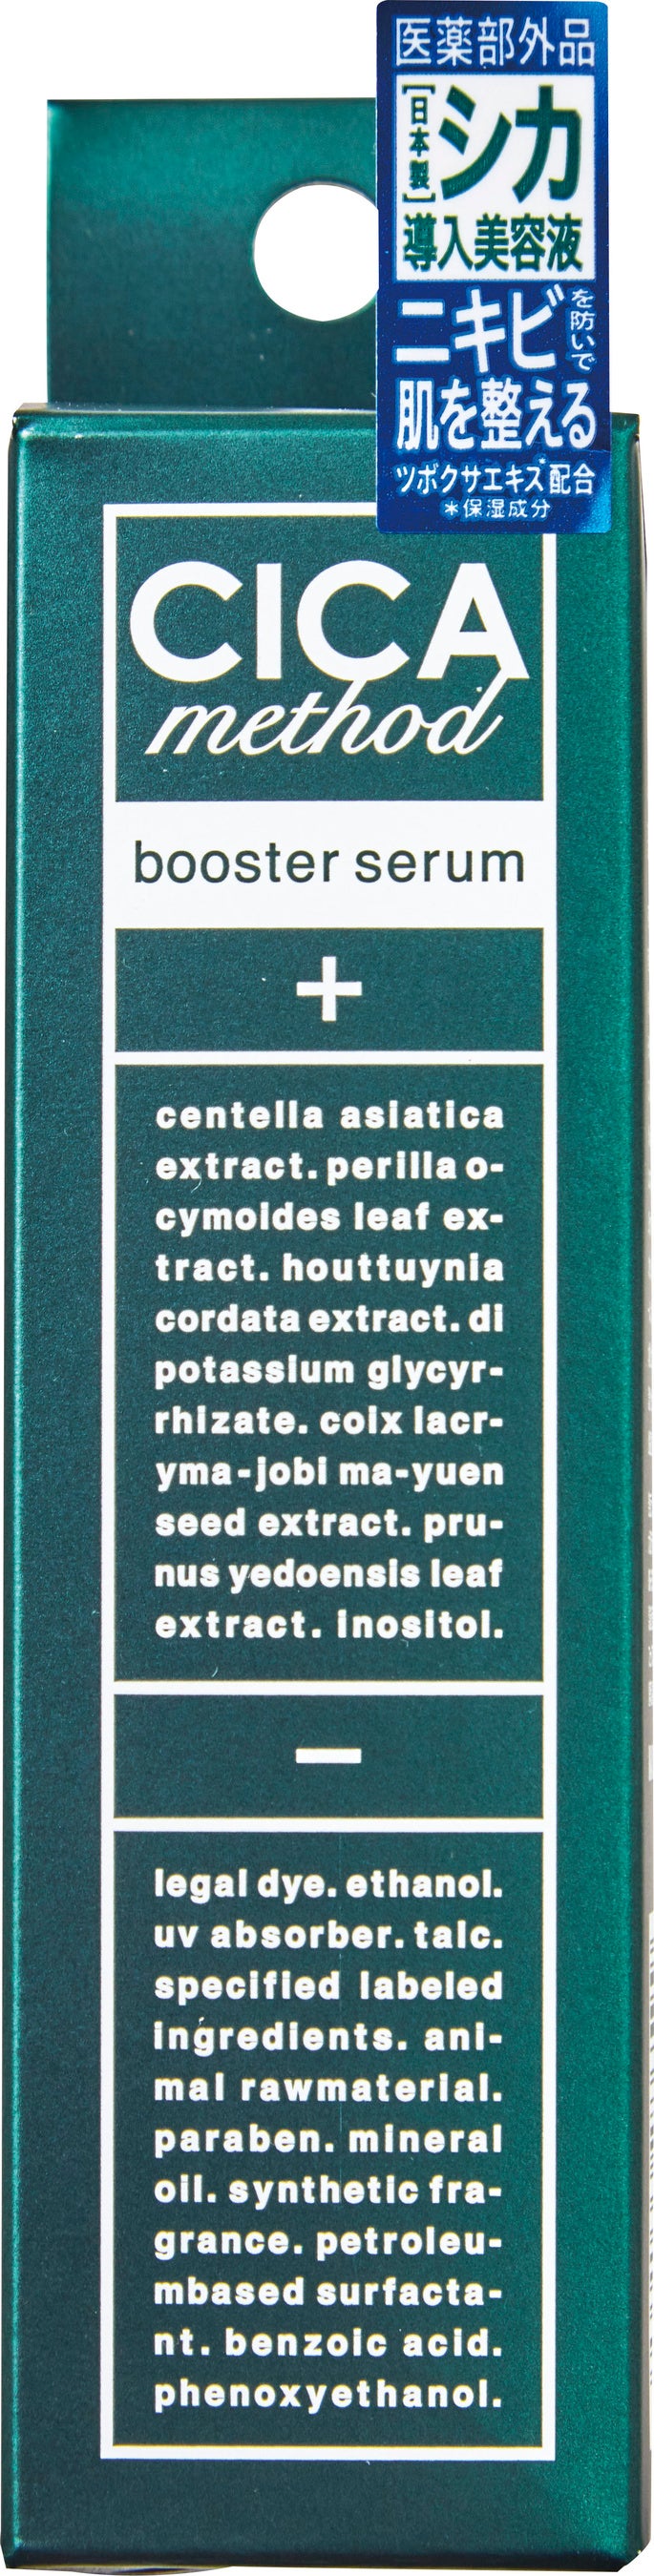 医薬部外品
[日本製]
シカ
導入美容液
ニキビを防いで
肌を整える
ツボクサエキス*配合
*保湿成分
CICA
method
booster serum
+
centella asiatica
extract. perilla o-
cymoides leaf ex-
tract. houttuynia
cordata extract. di
potassium glycyr-
rhizate. coix lacr-
yma-jobi ma-yuen
seed extract. pru-
nus yedoensis leaf
extract. inositol.
−
legal dye. ethanol.
uv absorber. talc.
specified labeled
ingredients. ani-
mal rawmaterial.
paraben. mineral
oil. synthetic fra-
grance. petroleu-
mbased surfacta-
nt. benzoic acid.
phenoxyethanol.